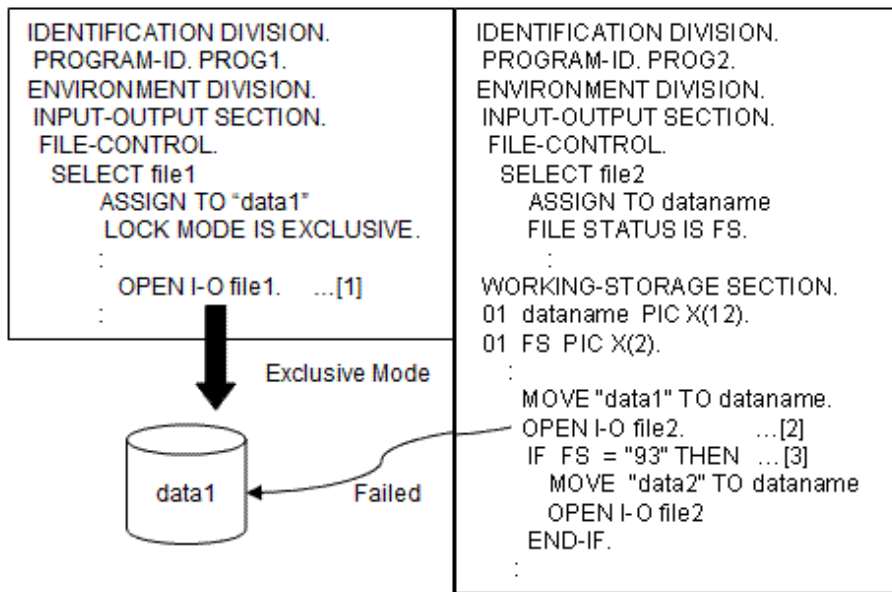 IDENTIFICATION DIVISION.
PROGRAM-ID. PROG1.
ENVIRONMENT DIVISION.
INPUT-OUTPUT SECTION.
FILE-CONTROL.
SELECT file1
ASSIGN TO “data1”
LOCK MODE IS EXCLUSIVE.
:
OPEN I-O file1. ...[1]
:
Exclusive Mode
data1
Failed
IDENTIFICATION DIVISION.
PROGRAM-ID. PROG2.
ENVIRONMENT DIVISION.
INPUT-OUTPUT SECTION.
FILE-CONTROL.
SELECT file2
ASSIGN TO dataname
FILE STATUS IS FS.
:
WORKING-STORAGE SECTION.
01 dataname PIC X(12).
01 FS PIC X(2).
:
MOVE "data1" TO dataname.
OPEN I-O file2. ...[2]
IF FS = "93" THEN ...[3]
MOVE "data2" TO dataname
OPEN I-O file2
END-IF.
: